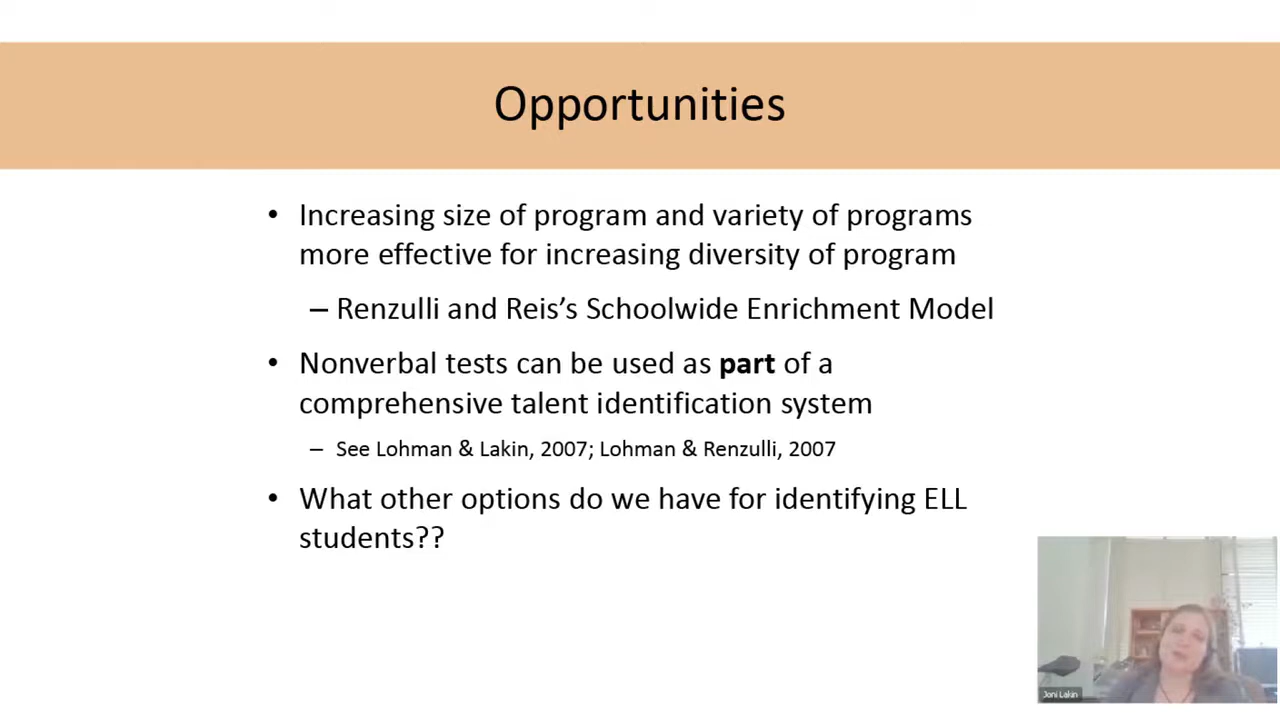 Opportunities
• Increasing size of program and variety of programs
more effective for increasing diversity of program
– Renzulli and Reis’s Schoolwide Enrichment Model
• Nonverbal tests can be used as part of a
comprehensive talent identification system
– See Lohman & Lakin, 2007; Lohman & Renzulli, 2007
• What other options do we have for identifying ELL
students??
Joni Lakin